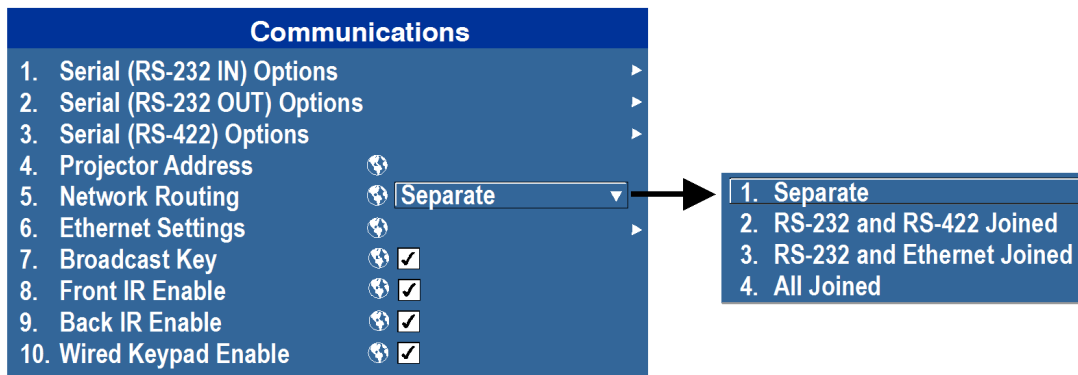 Communications
1. Serial (RS-232 IN) Options
2. Serial (RS-232 OUT) Options
3. Serial (RS-422) Options
4. Projector Address
5. Network Routing Separate
6. Ethernet Settings
7. Broadcast Key
8. Front IR Enable
9. Back IR Enable
10. Wired Keypad Enable
1. Separate
2. RS-232 and RS-422 Joined
3. RS-232 and Ethernet Joined
4. All Joined